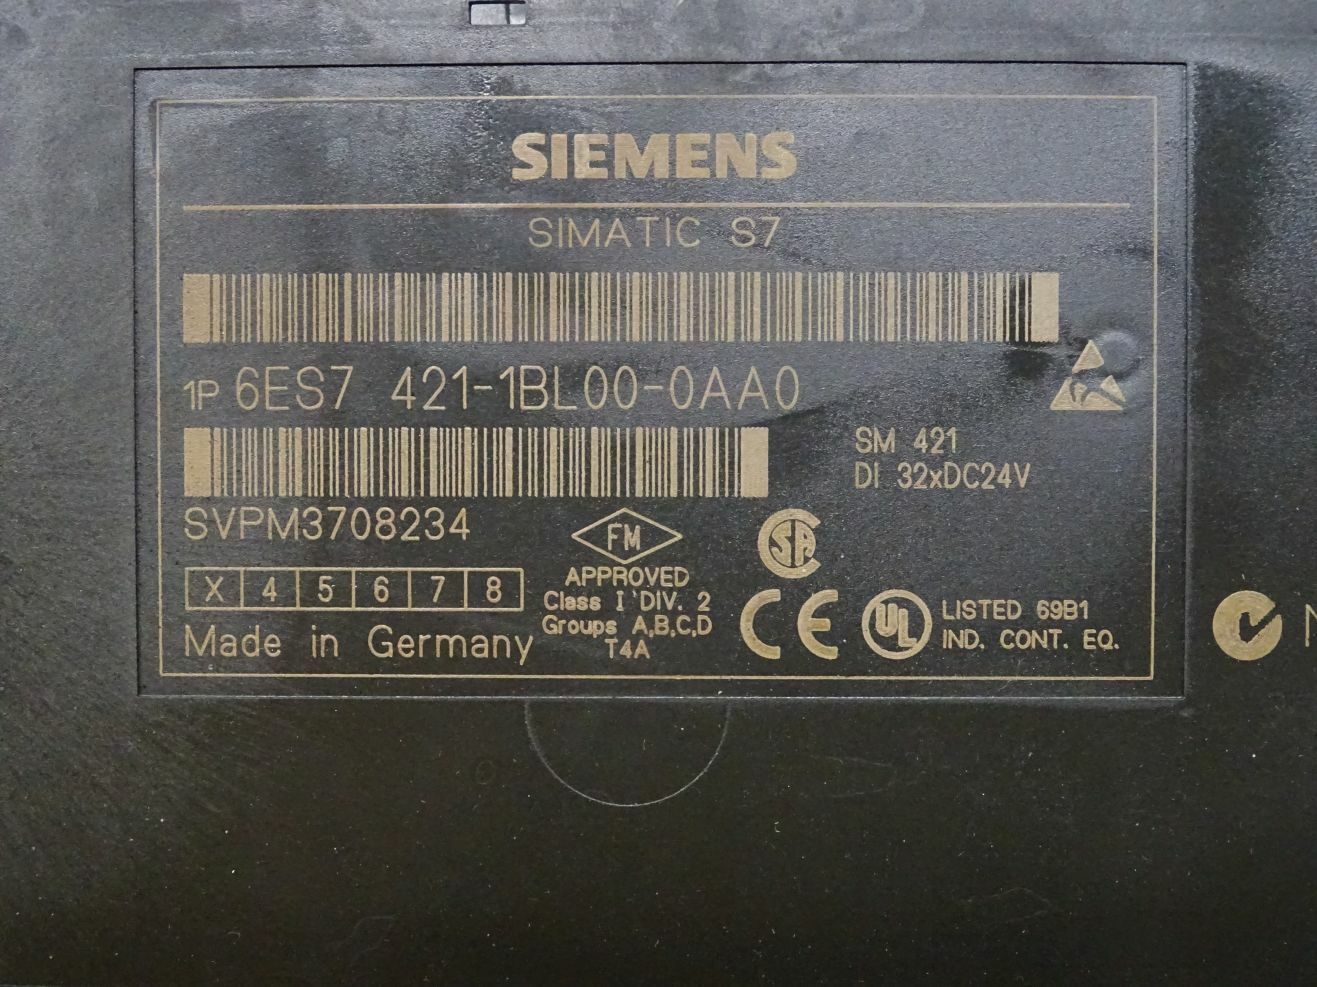 SIEMENS
SIMATIC S7
1P 6ES7 421-1BL00-0AA0
SM 421
DI 32xDC24V
SVPM3708234
FM
APPROVED
Class I DIV. 2
Groups A,B,C,D
T4A
X 4 5 6 7 8
Made in Germany
CSA
CE
UL
LISTED 69B1
IND. CONT. EQ.
N